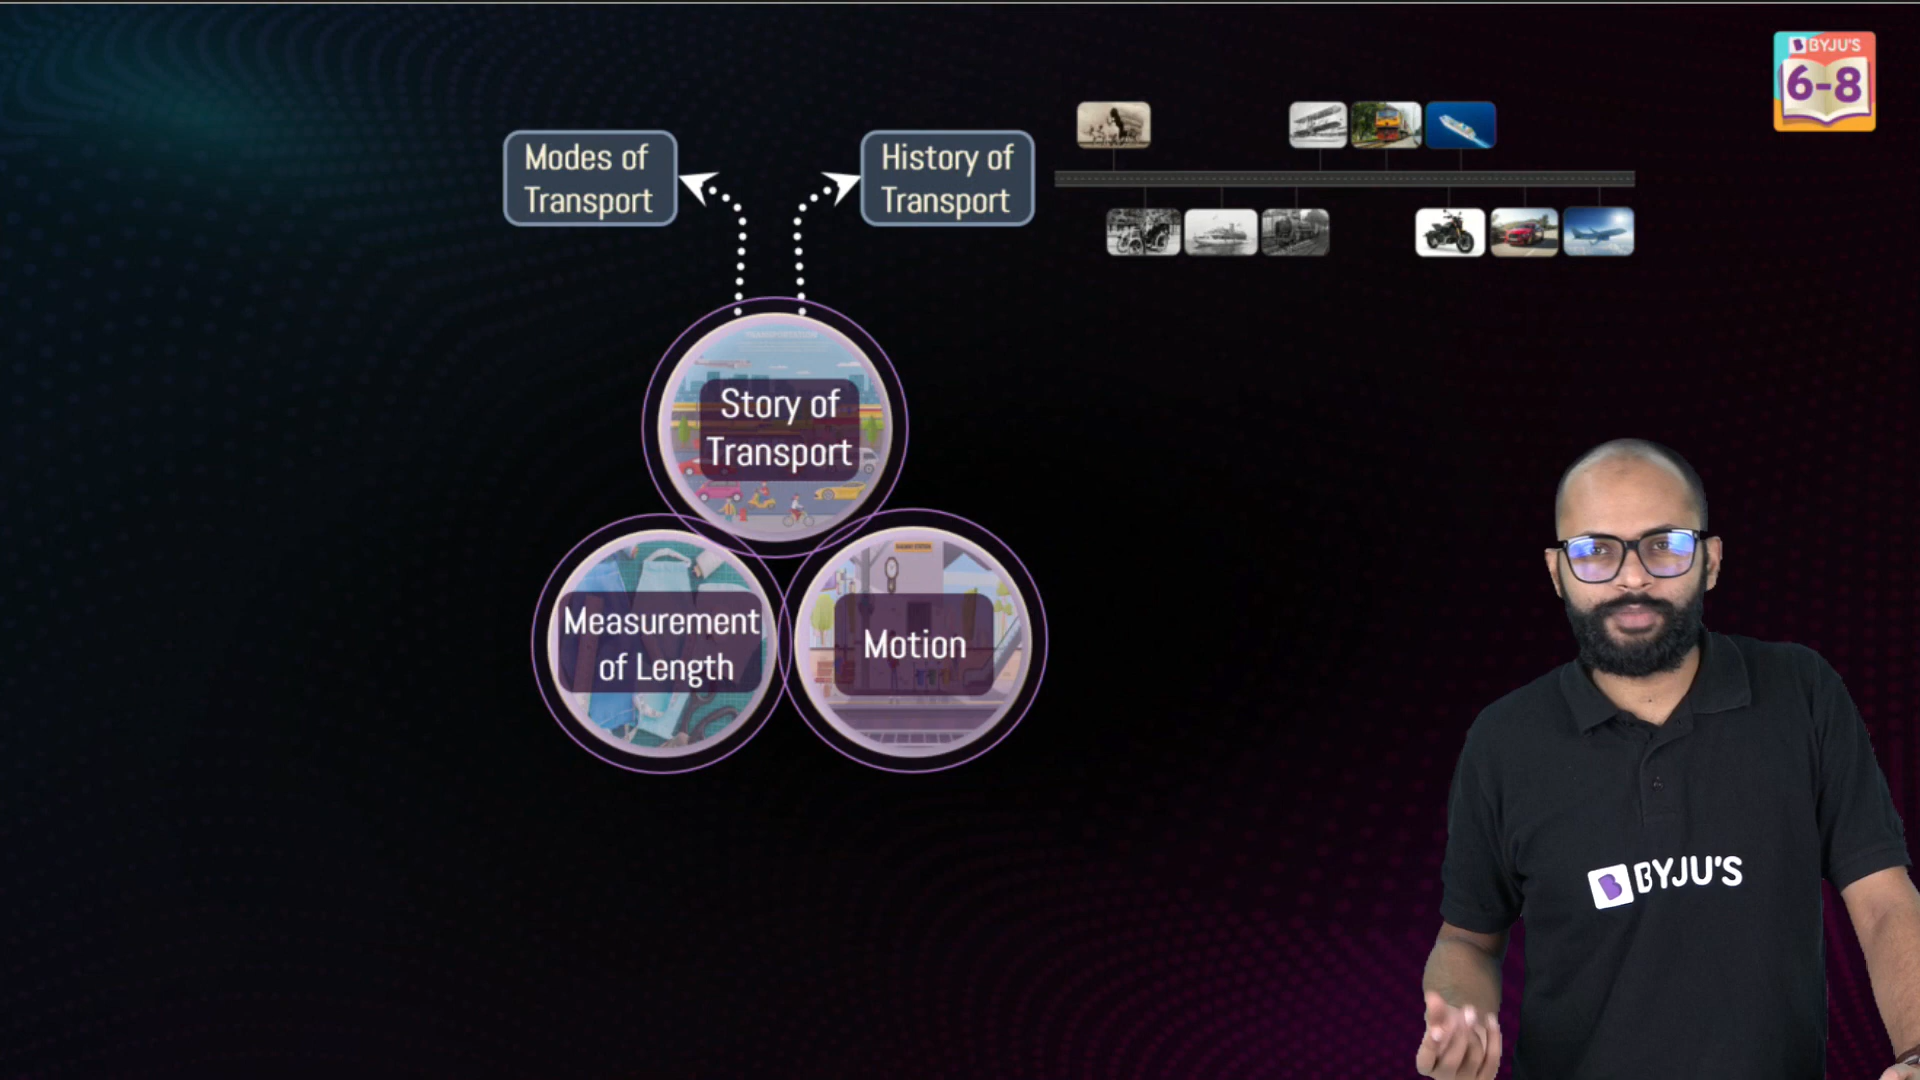 BYJU'S
6-8
Modes of
Transport
History of
Transport
Story of
Transport
Measurement
of Length
Motion
BYJU'S